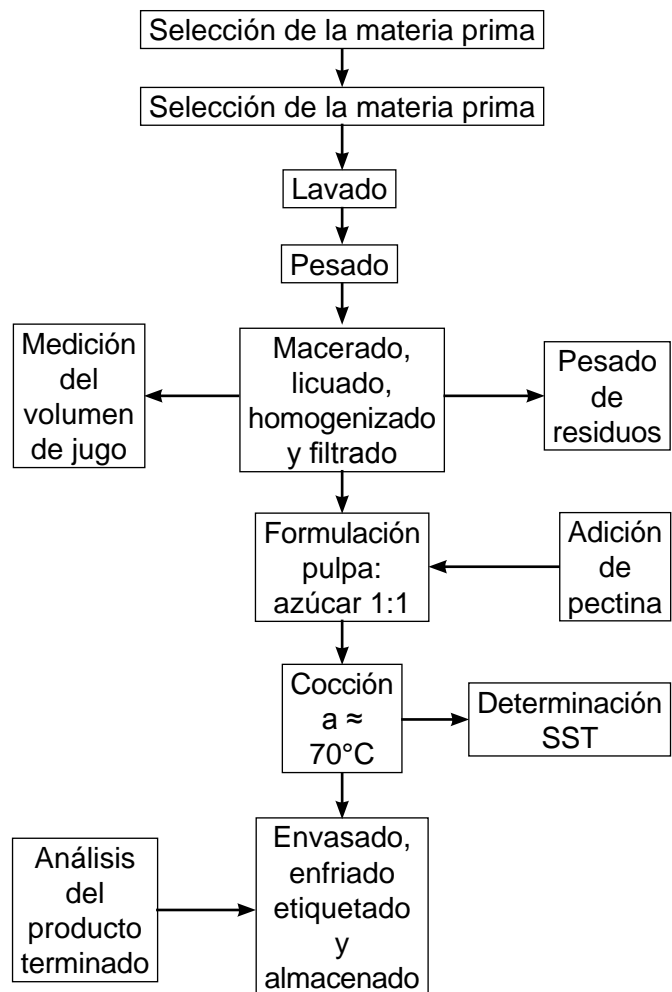 Selección de la materia prima
Selección de la materia prima
Lavado
Pesado
Medición
del
volumen
de jugo
Macerado,
licuado,
homogenizado
y filtrado
Pesado
de
residuos
Formulación
pulpa:
azúcar 1:1
Adición
de
pectina
Cocción
a ≈
70°C
Determinación
SST
Análisis
del
producto
terminado
Envasado,
enfriado
etiquetado
y
almacenado